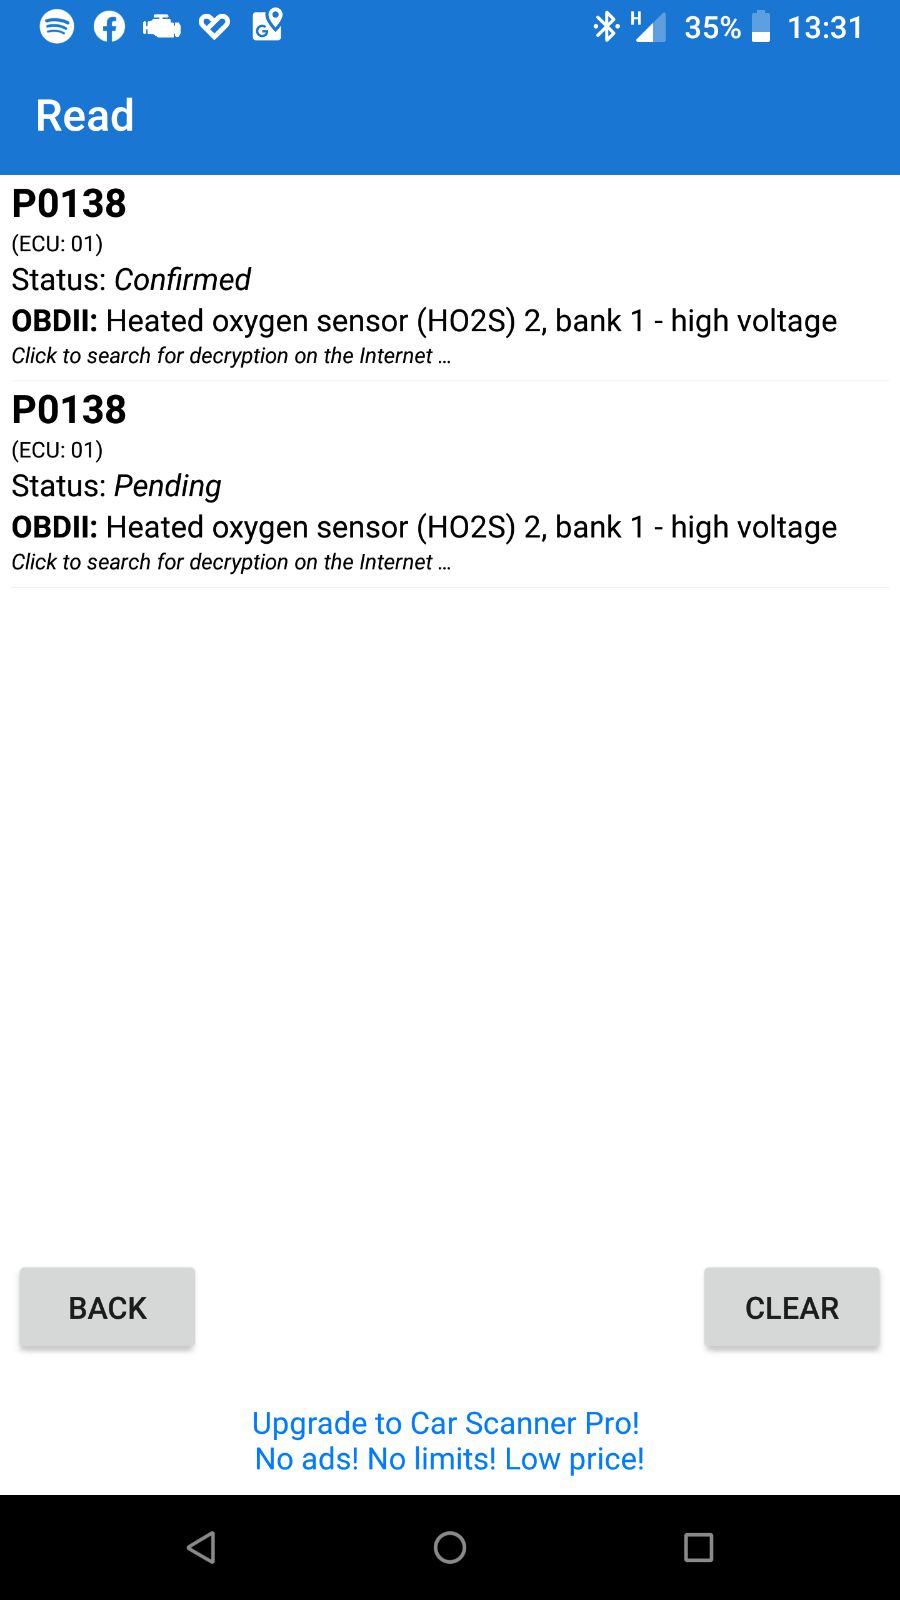 H 35% 13:31
Read
P0138
(ECU: 01)
Status: Confirmed
OBDII: Heated oxygen sensor (HO2S) 2, bank 1 - high voltage
Click to search for decryption on the Internet ...
P0138
(ECU: 01)
Status: Pending
OBDII: Heated oxygen sensor (HO2S) 2, bank 1 - high voltage
Click to search for decryption on the Internet ...
BACK
CLEAR
Upgrade to Car Scanner Pro!
No ads! No limits! Low price!